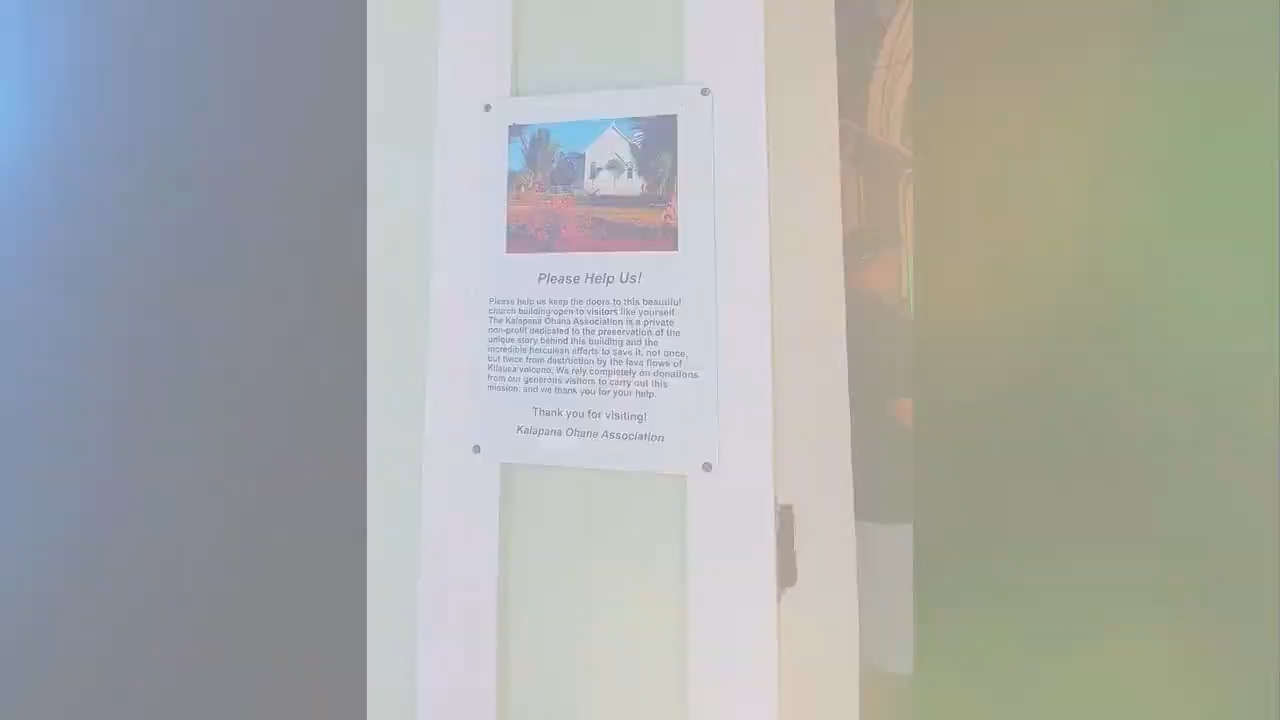 Please Help Us!
Please help us keep the doors to this beautiful
church building open to visitors like yourself.
The Kalapana Ohana Association is a private
non-profit dedicated to the preservation of the
unique story behind this building and the
incredible herculean efforts to save it, not once,
but twice from destruction by the lava flows of
Kilauea volcano. We rely completely on donations
from our generous visitors to carry out this
mission, and we thank you for your help.
Thank you for visiting!
Kalapana Ohana Association